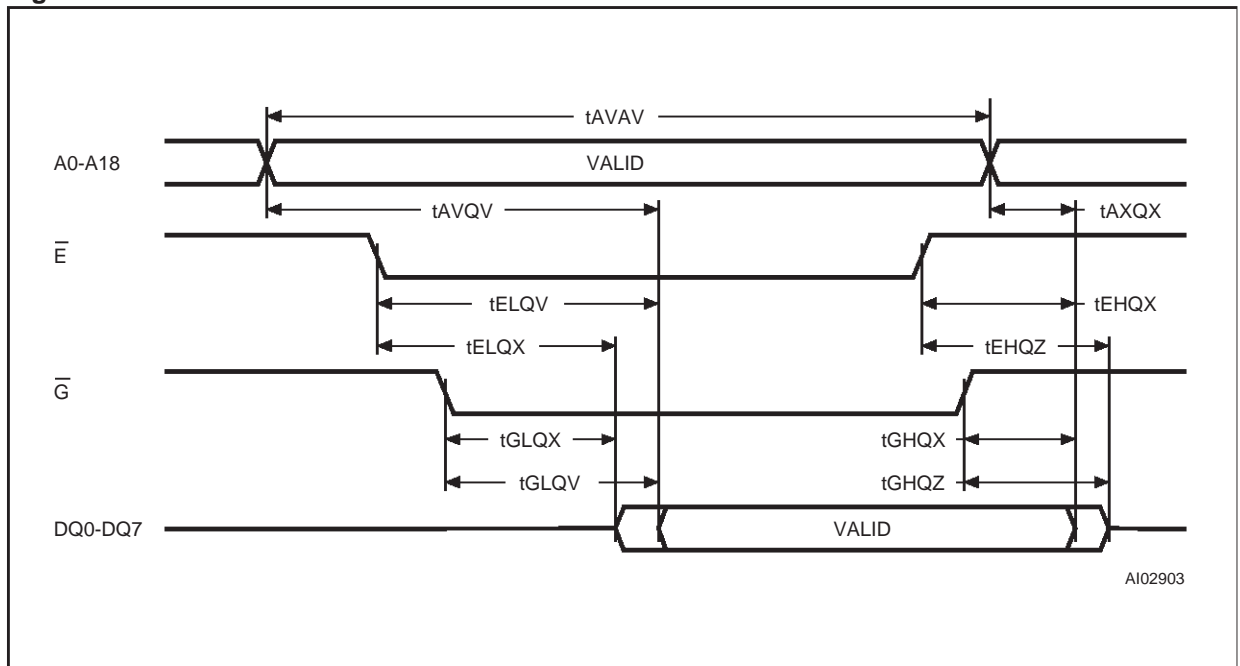 tAVAV
A0-A18
VALID
tAVQV
tAXQX
E
tELQV
tEHQX
tELQX
tEHQZ
G
tGLQX
tGHQX
tGLQV
tGHQZ
DQ0-DQ7
VALID
AI02903